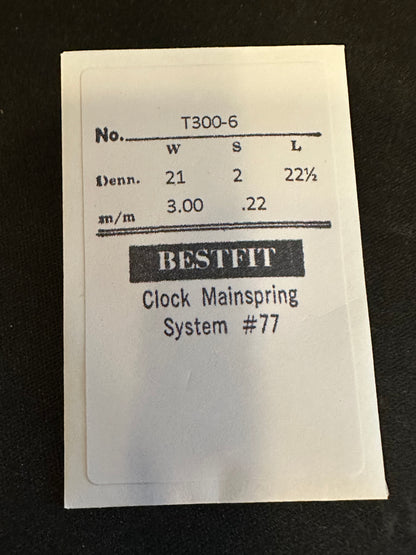 No. T300-6
W S L
Denn. 21 2 22½
m/m 3.00 .22
BESTFIT
Clock Mainspring
System #77